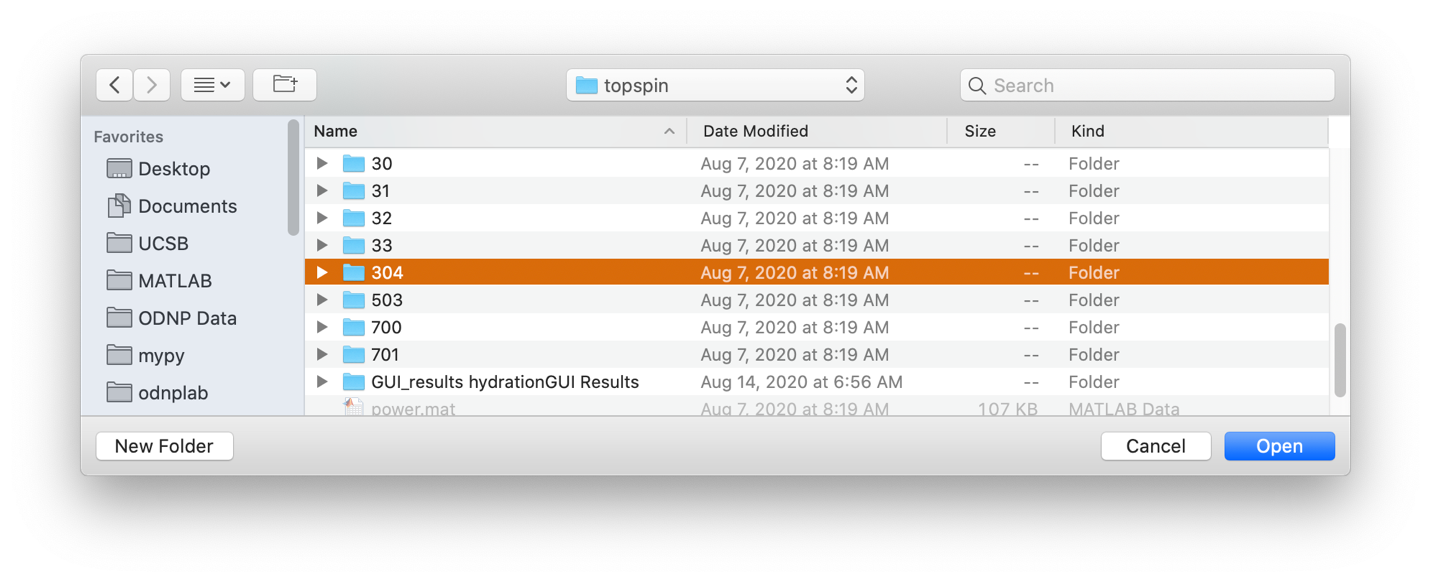 topspin
Search
Favorites
Desktop
Documents
UCSB
MATLAB
ODNP Data
mypy
odnplab
Name Date Modified Size Kind
30 Aug 7, 2020 at 8:19 AM -- Folder
31 Aug 7, 2020 at 8:19 AM -- Folder
32 Aug 7, 2020 at 8:19 AM -- Folder
33 Aug 7, 2020 at 8:19 AM -- Folder
304 Aug 7, 2020 at 8:19 AM -- Folder
503 Aug 7, 2020 at 8:19 AM -- Folder
700 Aug 7, 2020 at 8:19 AM -- Folder
701 Aug 7, 2020 at 8:19 AM -- Folder
GUI_results hydrationGUI Results Aug 14, 2020 at 6:56 AM -- Folder
power.mat Aug 7, 2020 at 8:19 AM 107 KB MATLAB Data
New Folder Cancel Open